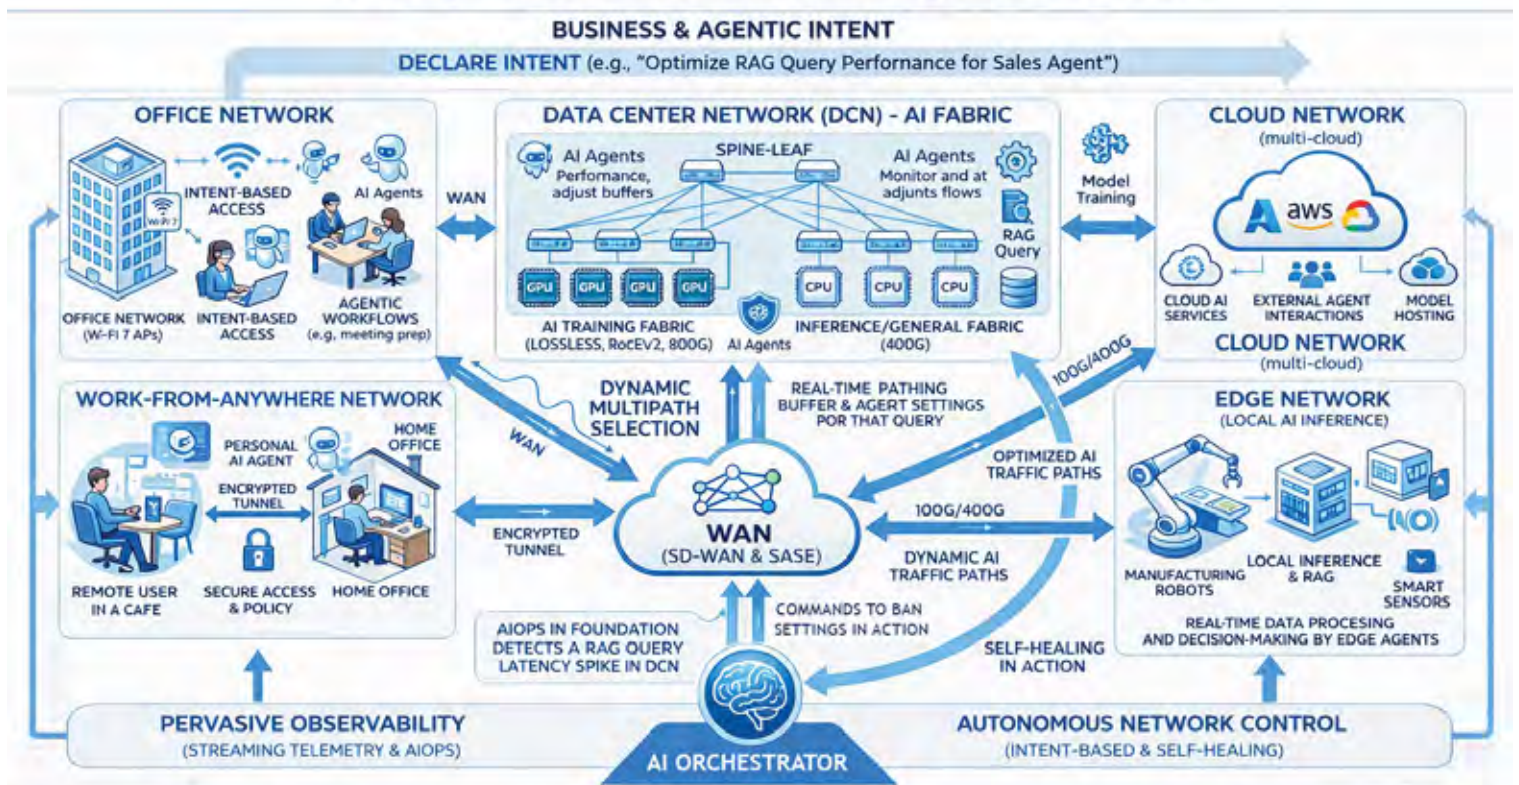 BUSINESS & AGENTIC INTENT
DECLARE INTENT (e.g., "Optimize RAG Query Perfornance for Sales Agent")
OFFICE NETWORK
INTENT-BASED
ACCESS
AI Agents
Wi-Fi 7
OFFICE NETWORK
(W-FI 7 APs)
INTENT-BASED
ACCESS
AGENTIC
WORKFLOWS
(e.g. meeting prep)
WAN
DATA CENTER NETWORK (DCN) - AI FABRIC
AI Agents
Performance,
adjust buffers
SPINE-LEAF
AI Agents
Monitor and at
adjunts flows
RAG
Query
GPU
GPU
GPU
GPU
CPU
CPU
CPU
AI TRAINING FABRIC
(LOSSLESS, RocEv2, 800G)
AI Agents
INFERENCE/GENERAL FABRIC
(400G)
Model
Training
CLOUD NETWORK
(multi-cloud)
aws
CLOUD AI
SERVICES
EXTERNAL AGENT
INTERACTIONS
MODEL
HOSTING
CLOUD NETWORK
(multi-cloud)
WORK-FROM-ANYWHERE NETWORK
PERSONAL
AI AGENT
HOME
OFFICE
ENCRYPTED
TUNNEL
REMOTE USER
IN A CAFE
SECURE ACCESS
& POLICY
HOME OFFICE
WAN
DYNAMIC
MULTIPATH
SELECTION
REAL-TIME PATHING
BUFFER & AGERT SETTINGS
POR THAT QUERY
100G/400G
OPTIMIZED AI
TRAFFIC PATHS
ENCRYPTED
TUNNEL
WAN
(SD-WAN & SASE)
100G/400G
DYNAMIC AI
TRAFFIC PATHS
EDGE NETWORK
(LOCAL AI INFERENCE)
MANUFACTURING
ROBOTS
LOCAL INFERENCE
& RAG
SMART
SENSORS
REAL-TIME DATA PROCESING
AND DECISION-MAKING BY EDGE AGENTS
AIOPS IN FOUNDATION
DETECTS A RAG QUERY
LATENCY SPIKE IN DCN
COMMANDS TO BAN
SETTINGS IN ACTION
SELF-HEALING
IN ACTION
PERVASIVE OBSERVABILITY
(STREAMING TELEMETRY & AIOPS)
AI ORCHESTRATOR
AUTONOMOUS NETWORK CONTROL
(INTENT-BASED & SELF-HEALING)